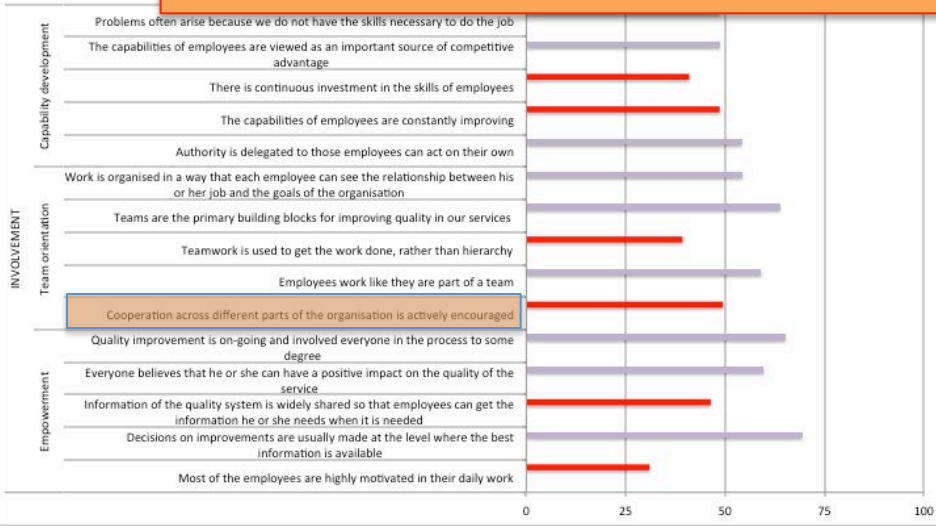 INVOLVEMENT
Capability development
Problems often arise because we do not have the skills necessary to do the job
The capabilities of employees are viewed as an important source of competitive
advantage
There is continuous investment in the skills of employees
The capabilities of employees are constantly improving
Authority is delegated to those employees can act on their own
Team orientation
Work is organised in a way that each employee can see the relationship between his
or her job and the goals of the organisation
Teams are the primary building blocks for improving quality in our services
Teamwork is used to get the work done, rather than hierarchy
Employees work like they are part of a team
Cooperation across different parts of the organisation is actively encouraged
Empowerment
Quality improvement is on-going and involved everyone in the process to some
degree
Everyone believes that he or she can have a positive impact on the quality of the
service
Information of the quality system is widely shared so that employees can get the
information he or she needs when it is needed
Decisions on improvements are usually made at the level where the best
information is available
Most of the employees are highly motivated in their daily work
0 25 50 75 100